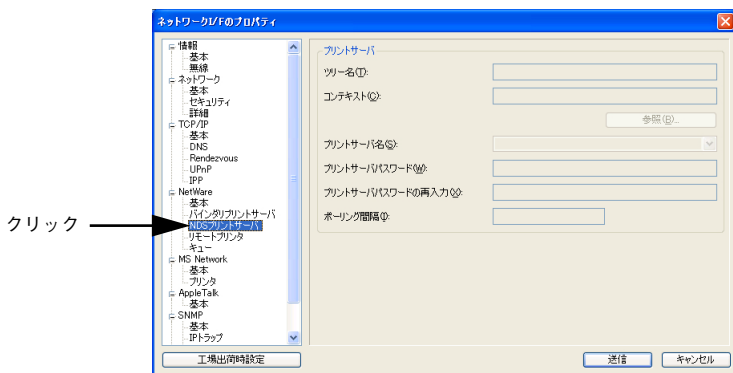 ネットワークI/Fのプロパティ
情報
基本
無線
ネットワーク
基本
セキュリティ
詳細
TCP/IP
基本
DNS
Rendezvous
UPnP
IPP
NetWare
基本
バインダリプリントサーバ
NDSプリントサーバ
リモートプリンタ
キュー
MS Network
基本
プリンタ
AppleTalk
基本
SNMP
基本
IPトラップ
クリック
プリントサーバ
ツリー名(T):
コンテキスト(C):
参照(B)...
プリントサーバ名(S):
プリントサーバパスワード(W):
プリントサーバパスワードの再入力(X):
ポーリング間隔(I):
工場出荷時設定
送信
キャンセル